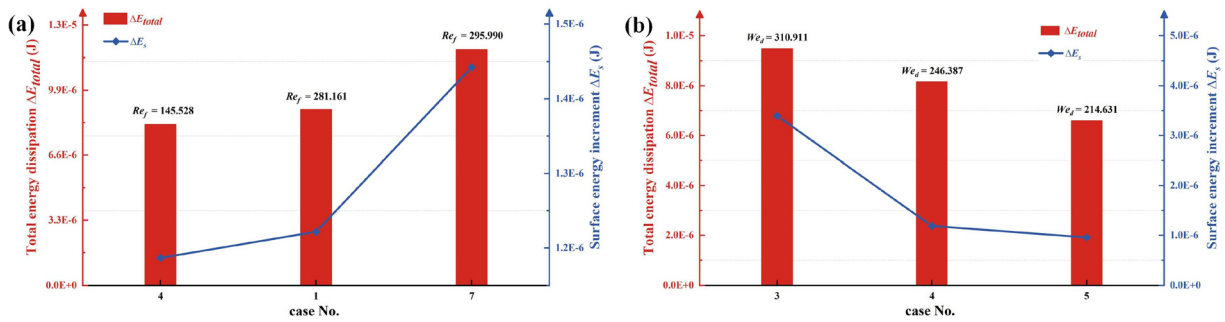 (a)
Total energy dissipation ΔE_total (J)
1.3E-5
9.9E-6
6.6E-6
3.3E-6
0.0E+0
ΔE_total
ΔE_s
Re_f = 145.528
Re_f = 281.161
Re_f = 295.990
4 1 7
case No.
1.5E-6
1.4E-6
1.3E-6
1.2E-6
Surface energy increment ΔE_s (J)
(b)
Total energy dissipation ΔE_total (J)
1.0E-5
8.0E-6
6.0E-6
4.0E-6
2.0E-6
0.0E+0
We_d = 310.911
We_d = 246.387
We_d = 214.631
ΔE_total
ΔE_s
3 4 5
case No.
5.0E-6
4.0E-6
3.0E-6
2.0E-6
1.0E-6
0.0E+0
Surface energy increment ΔE_s (J)